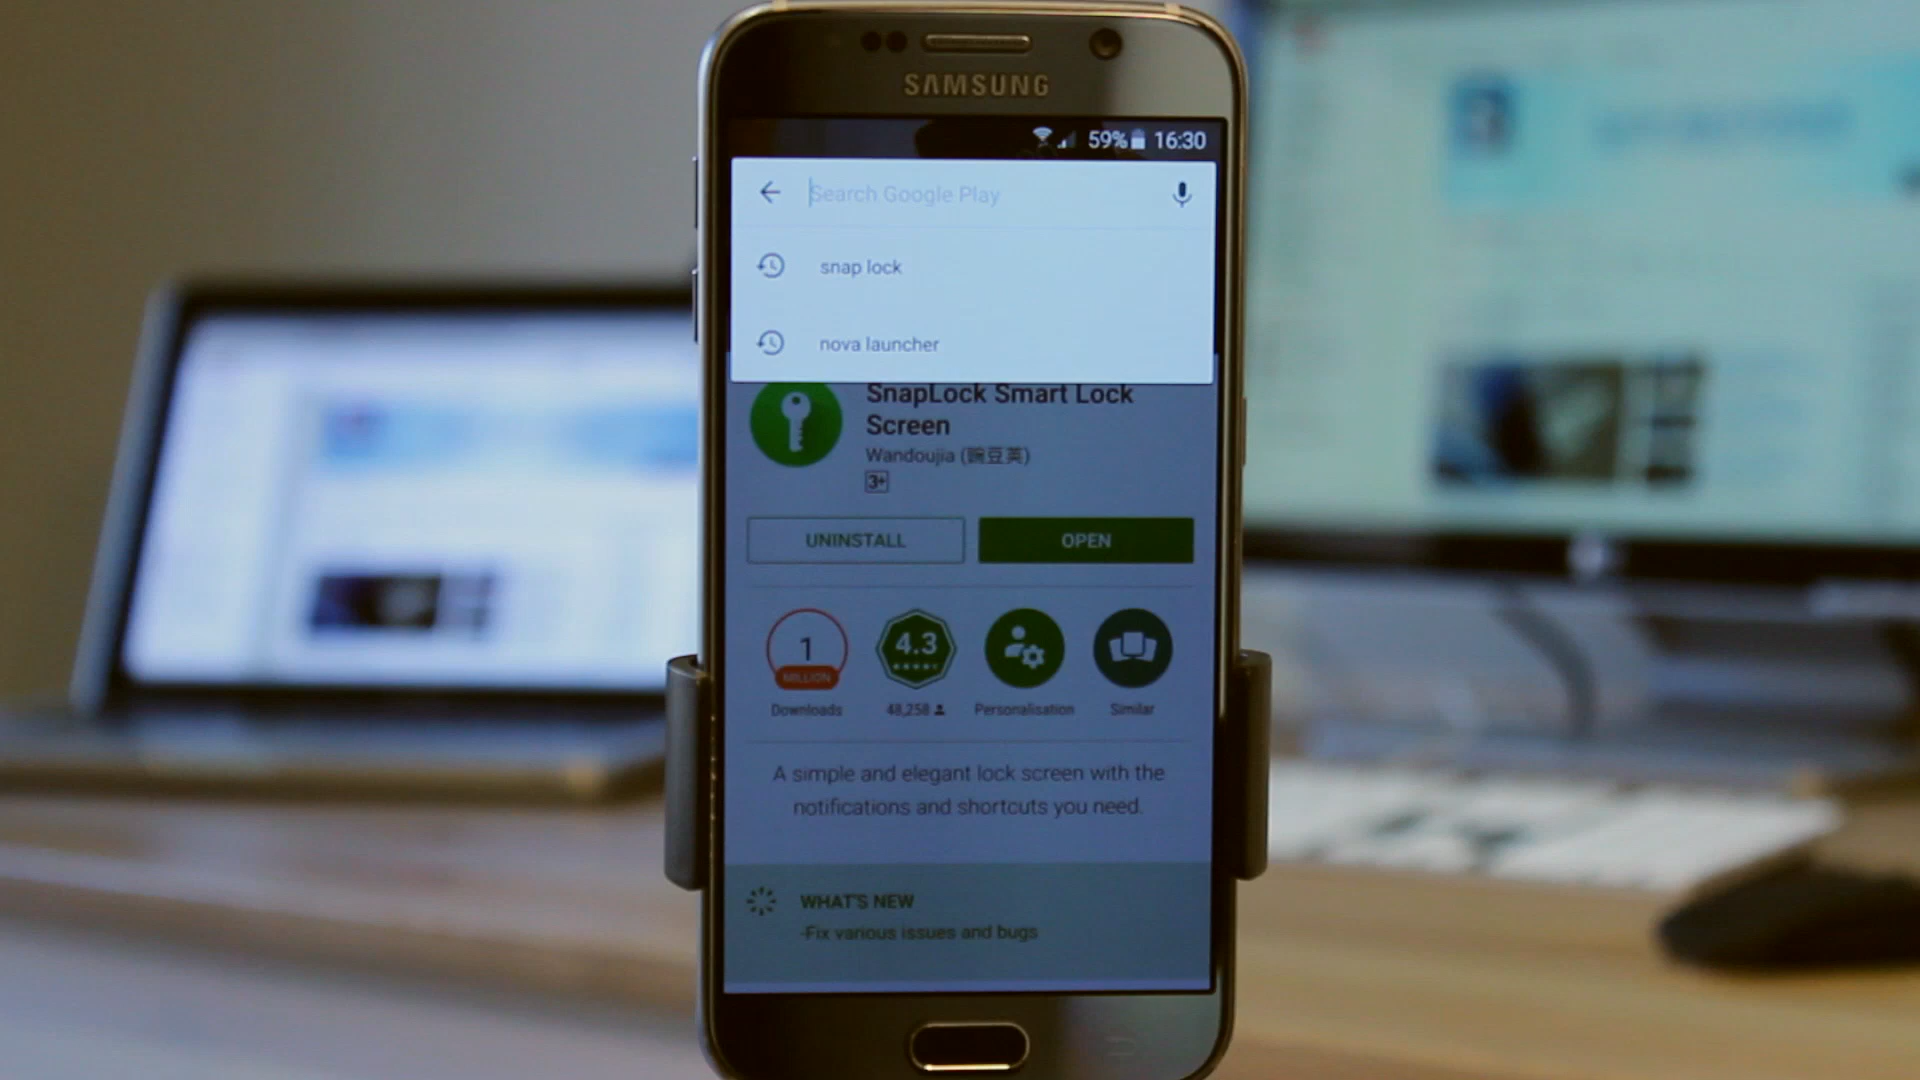 SAMSUNG
59% 16:30
Search Google Play
snap lock
nova launcher
SnapLock Smart Lock
Screen
Wandoujia (豌豆荚)
3+
UNINSTALL
OPEN
1
MILLION
4.3
Downloads
48,258
Personalisation
Similar
A simple and elegant lock screen with the
notifications and shortcuts you need.
WHAT'S NEW
-Fix various issues and bugs